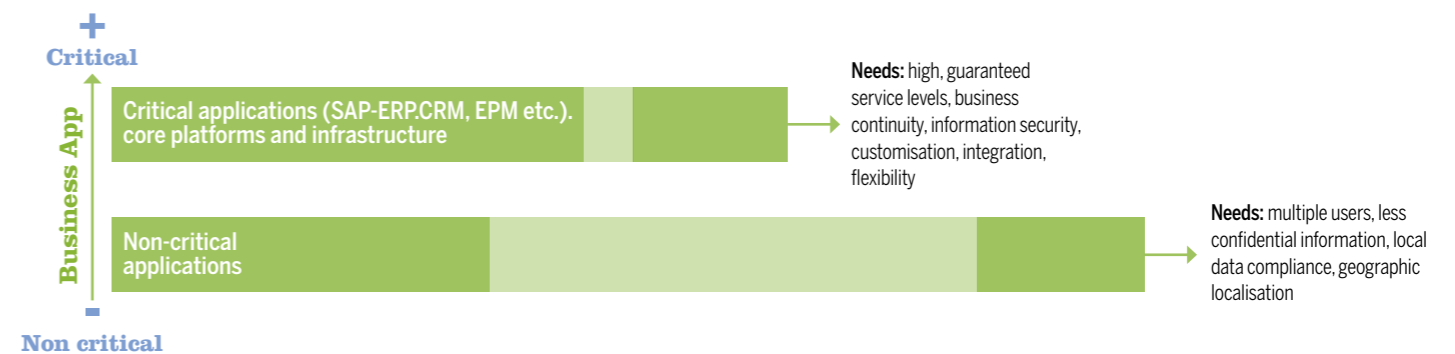 +
Critical
Business App
Critical applications (SAP-ERP.CRM, EPM etc.).
core platforms and infrastructure
Needs: high, guaranteed
service levels, business
continuity, information security,
customisation, integration,
flexibility
Non-critical
applications
Needs: multiple users, less
confidential information, local
data compliance, geographic
localisation
-
Non critical